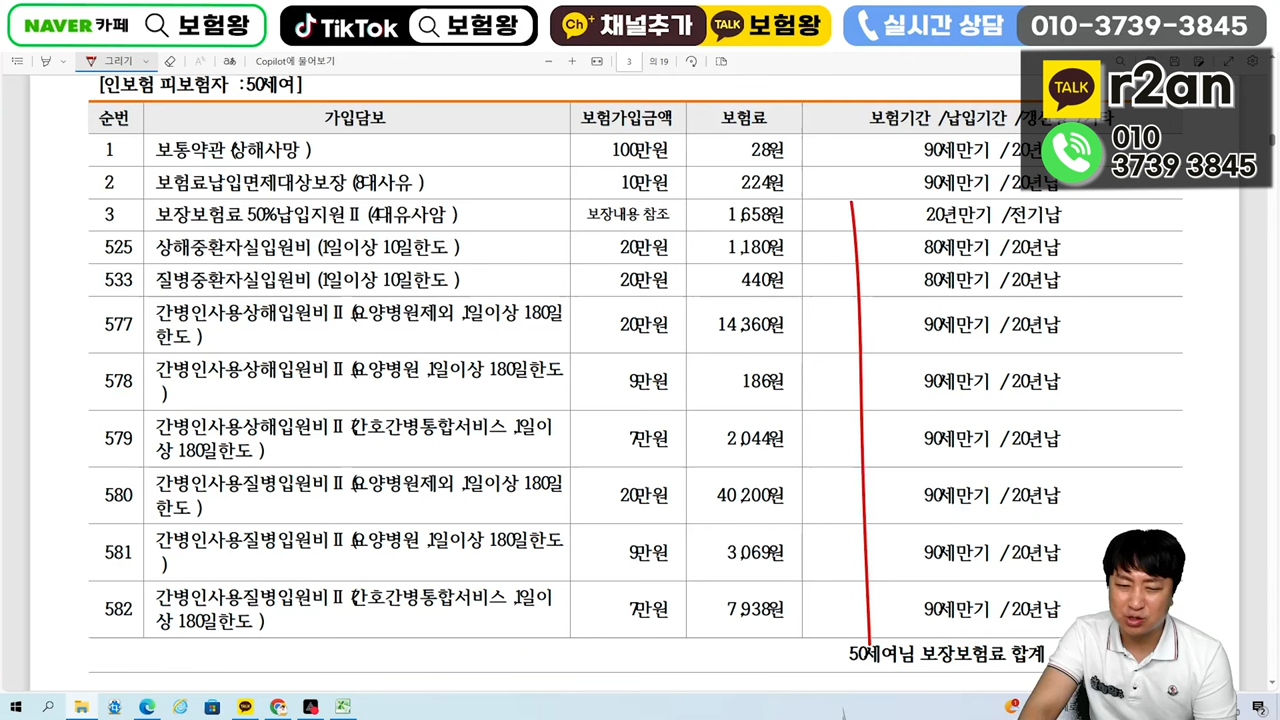 NAVER 카페 보험왕 TikTok 보험왕 Ch+ 채널추가 TALK 보험왕 실시간 상담 010-3739-3845
그리기 Copilot에 물어보기 3 의 19
TALK r2an
010
3739 3845
[인보험 피보험자 : 50세여]
순번 가입담보 보험가입금액 보험료 보험기간 /납입기간
1 보통약관 (상해사망 ) 100만원 28원 90세만기 / 20년납
2 보험료납입면제대상보장 (8대사유 ) 10만원 224원 90세만기 / 20년납
3 보장보험료 50%납입지원Ⅱ (4대유사암 ) 보장내용 참조 1,658원 20년만기 /전기납
525 상해중환자실입원비 (1일이상 10일한도 ) 20만원 1,180원 80세만기 / 20년납
533 질병중환자실입원비 (1일이상 10일한도 ) 20만원 440원 80세만기 / 20년납
577 간병인사용상해입원비Ⅱ (요양병원제외 ,1일이상 180일
한도 ) 20만원 14,360원 90세만기 / 20년납
578 간병인사용상해입원비Ⅱ (요양병원 ,1일이상 180일한도
) 9만원 186원 90세만기 / 20년납
579 간병인사용상해입원비Ⅱ (간호간병통합서비스 ,1일이
상 180일한도 ) 7만원 2,044원 90세만기 / 20년납
580 간병인사용질병입원비Ⅱ (요양병원제외 ,1일이상 180일
한도 ) 20만원 40,200원 90세만기 / 20년납
581 간병인사용질병입원비Ⅱ (요양병원 ,1일이상 180일한도
) 9만원 3,069원 90세만기 / 20년납
582 간병인사용질병입원비Ⅱ (간호간병통합서비스 ,1일이
상 180일한도 ) 7만원 7,938원 90세만기 / 20년납
50세여님 보장보험료 합계